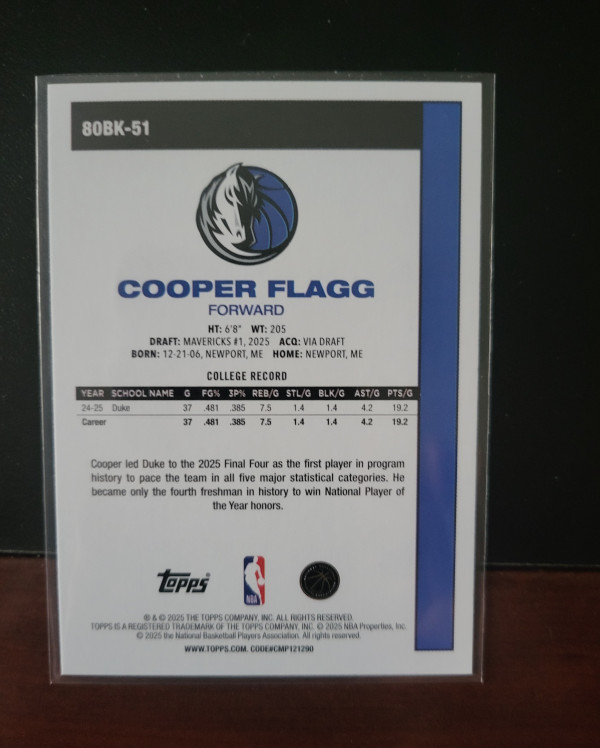 80BK-51
COOPER FLAGG
FORWARD
HT: 6'8" WT: 205
DRAFT: MAVERICKS #1, 2025 ACQ: VIA DRAFT
BORN: 12-21-06, NEWPORT, ME HOME: NEWPORT, ME
COLLEGE RECORD
YEAR SCHOOL NAME G FG% 3P% REB/G STL/G BLK/G AST/G PTS/G
24-25 Duke 37 .481 .385 7.5 1.4 1.4 4.2 19.2
Career 37 .481 .385 7.5 1.4 1.4 4.2 19.2
Cooper led Duke to the 2025 Final Four as the first player in program
history to pace the team in all five major statistical categories. He
became only the fourth freshman in history to win National Player of
the Year honors.
Topps NBA
® & © 2025 THE TOPPS COMPANY, INC. ALL RIGHTS RESERVED.
TOPPS IS A REGISTERED TRADEMARK OF THE TOPPS COMPANY, INC. © 2025 NBA Properties, Inc.
© 2025 the National Basketball Players Association. All rights reserved.
WWW.TOPPS.COM. CODE#CMP121290